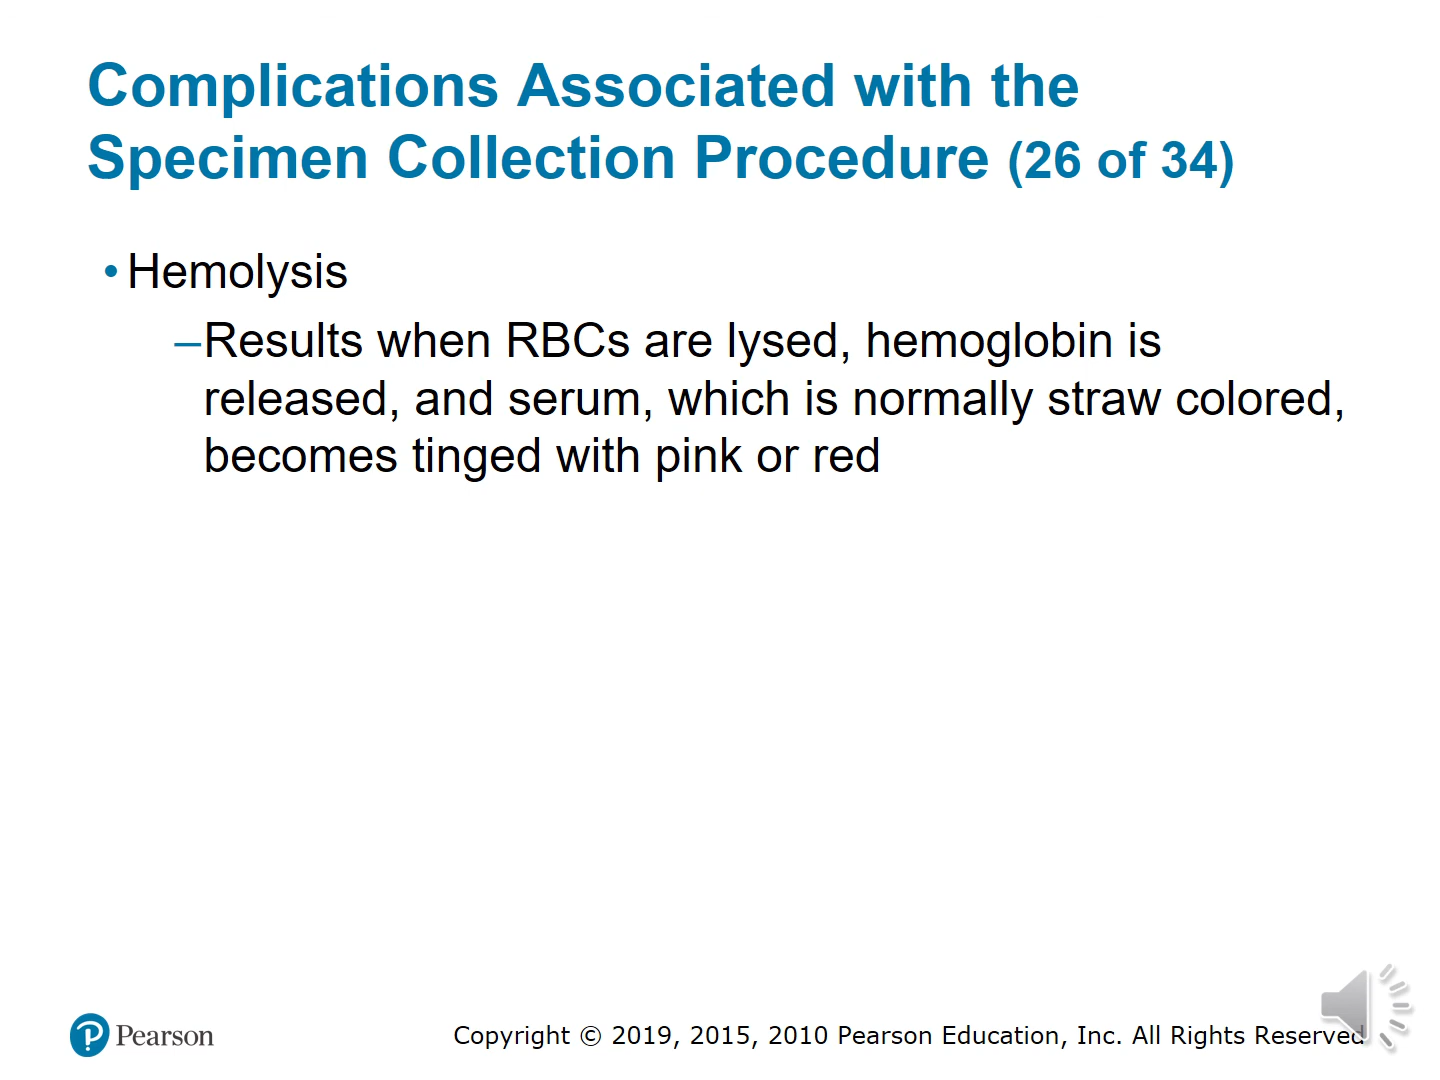 Complications Associated with the
Specimen Collection Procedure (26 of 34)
• Hemolysis
–Results when RBCs are lysed, hemoglobin is
released, and serum, which is normally straw colored,
becomes tinged with pink or red
Pearson
Copyright © 2019, 2015, 2010 Pearson Education, Inc. All Rights Reserved